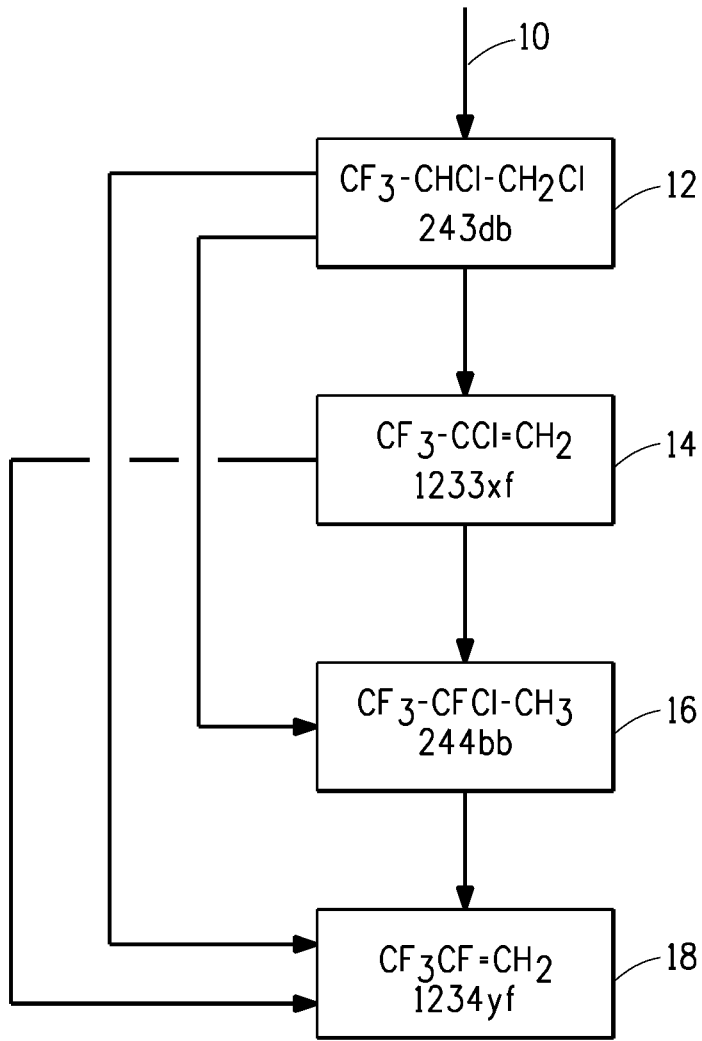 10
CF3-CHCl-CH2Cl
243db
12
CF3-CCl=CH2
1233xf
14
CF3-CFCl-CH3
244bb
16
CF3CF=CH2
1234yf
18